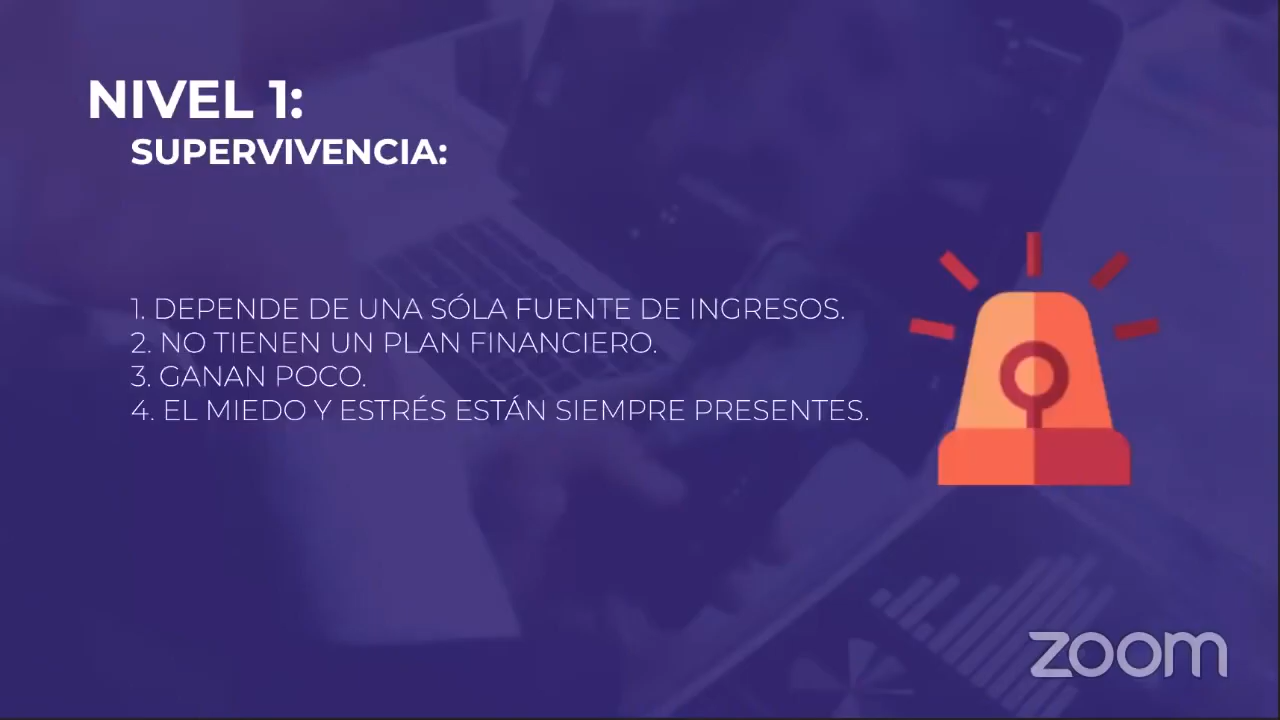 NIVEL 1:
SUPERVIVENCIA:
1. DEPENDE DE UNA SÓLA FUENTE DE INGRESOS.
2. NO TIENEN UN PLAN FINANCIERO.
3. GANAN POCO.
4. EL MIEDO Y ESTRÉS ESTÁN SIEMPRE PRESENTES.
zoom